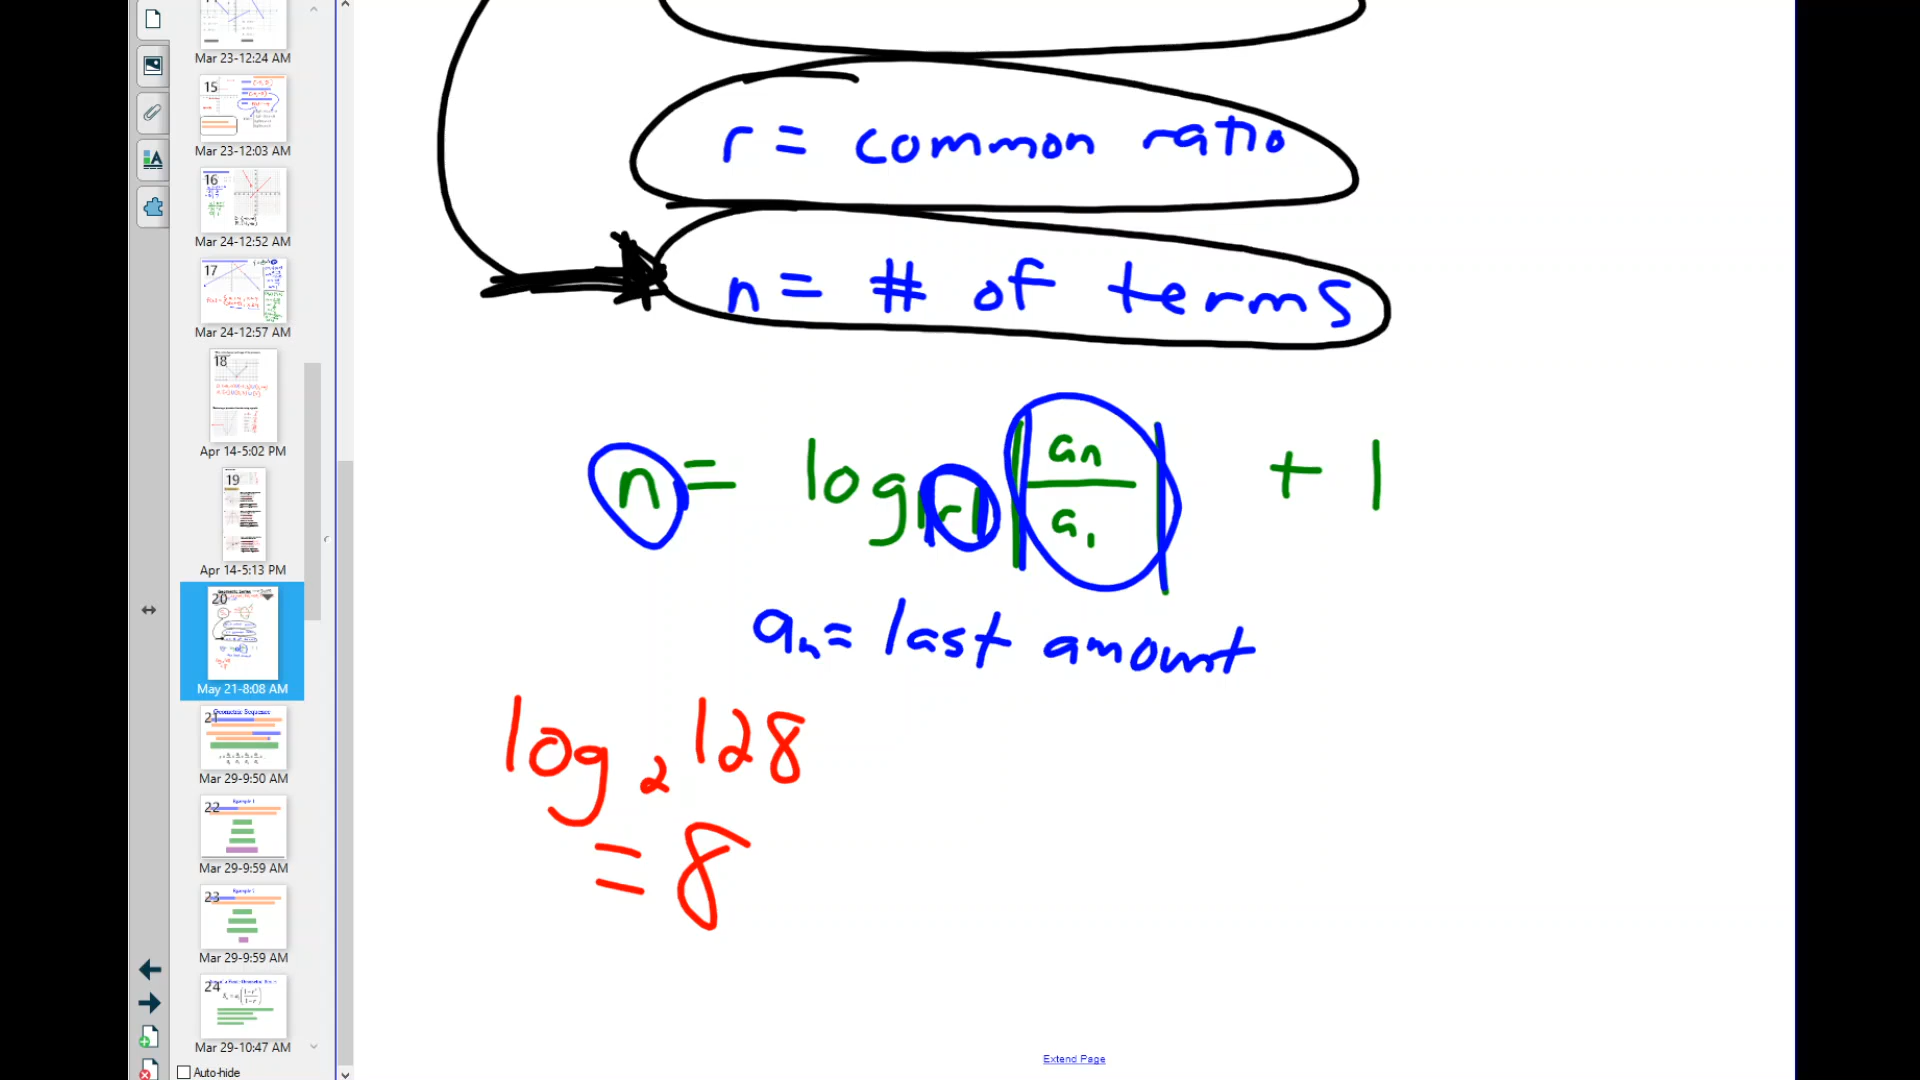 Mar 23-12:24 AM
15
Mar 23-12:03 AM
16
Mar 24-12:52 AM
17
Mar 24-12:57 AM
18
Apr 14-5:02 PM
19
Apr 14-5:13 PM
20
May 21-8:08 AM
21
Geometric Sequence
Mar 29-9:50 AM
22
Mar 29-9:59 AM
23
Mar 29-9:59 AM
24
Mar 29-10:47 AM
Auto-hide
r = common ratio
n = # of terms
n = log|r| |an/a1| + 1
an = last amount
log2 128
= 8
Extend Page